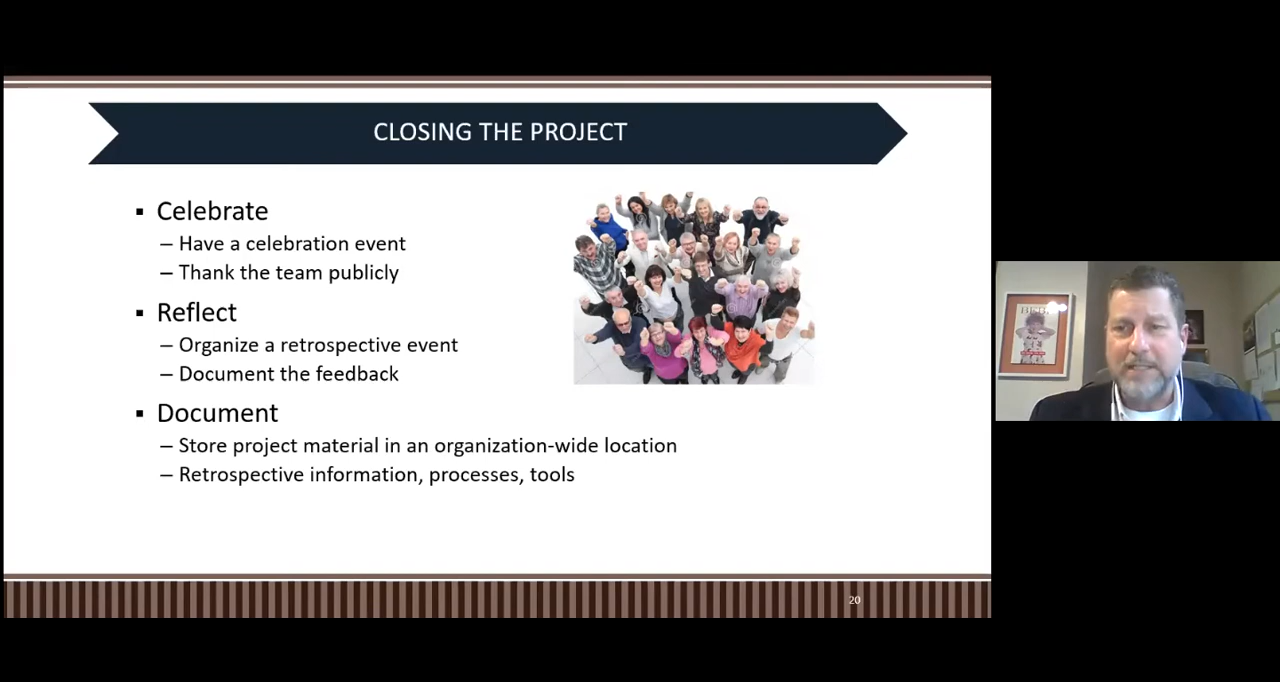 CLOSING THE PROJECT
▪ Celebrate
– Have a celebration event
– Thank the team publicly
▪ Reflect
– Organize a retrospective event
– Document the feedback
▪ Document
– Store project material in an organization-wide location
– Retrospective information, processes, tools
20